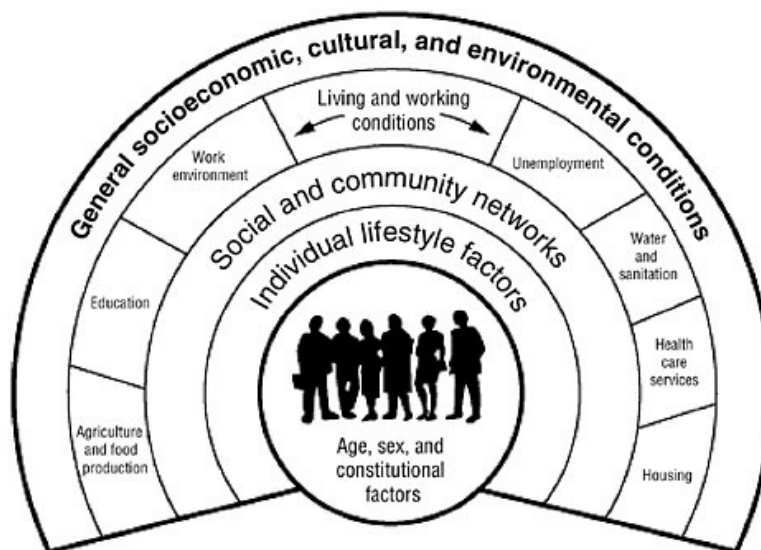 General socioeconomic, cultural, and environmental conditions
Living and working
conditions
Work
environment
Unemployment
Education
Water
and
sanitation
Agriculture
and food
production
Health
care
services
Housing
Social and community networks
Individual lifestyle factors
Age, sex, and
constitutional
factors